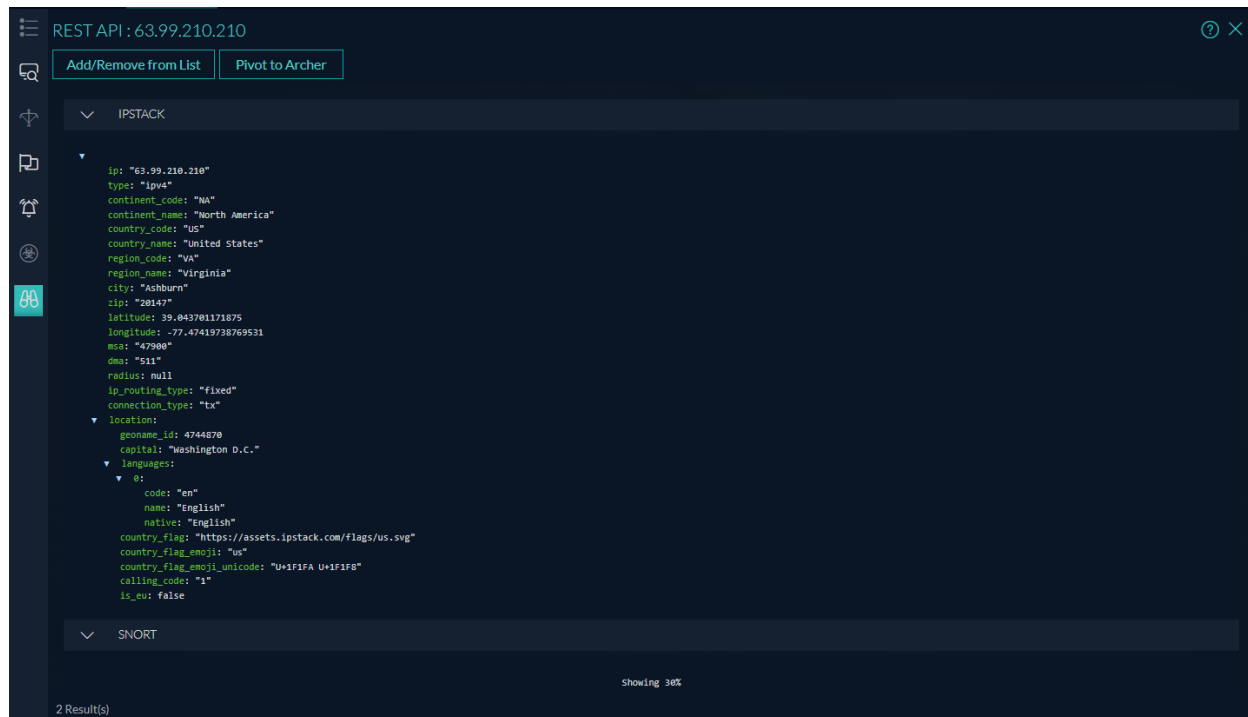 REST API : 63.99.210.210
Add/Remove from List
Pivot to Archer
IPSTACK
ip: "63.99.210.210"
type: "ipv4"
continent_code: "NA"
continent_name: "North America"
country_code: "US"
country_name: "United States"
region_code: "VA"
region_name: "Virginia"
city: "Ashburn"
zip: "20147"
latitude: 39.043701171875
longitude: -77.47419738769531
msa: "47900"
dma: "511"
radius: null
ip_routing_type: "fixed"
connection_type: "tx"
location:
geoname_id: 4744870
capital: "Washington D.C."
languages:
0:
code: "en"
name: "English"
native: "English"
country_flag: "https://assets.ipstack.com/flags/us.svg"
country_flag_emoji: "us"
country_flag_emoji_unicode: "U+1F1FA U+1F1F8"
calling_code: "1"
is_eu: false
SNORT
Showing 30%
2 Result(s)